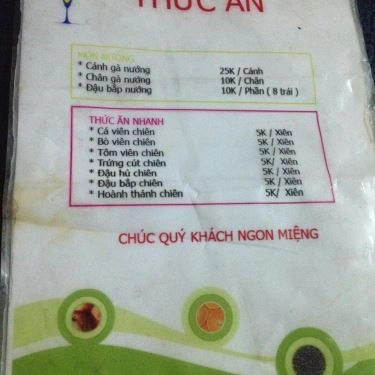 THỨC ĂN
MÓN NƯỚNG
* Cánh gà nướng 25K / Cánh
* Chân gà nướng 10K / Chân
* Đậu bắp nướng 10K / Phần ( 8 trái )
THỨC ĂN NHANH
* Cá viên chiên 5K / Xiên
* Bò viên chiên 5K / Xiên
* Tôm viên chiên 5K / Xiên
* Trứng cút chiên 5K/ Xiên
* Đậu hủ chiên 5K / Xiên
* Đậu bắp chiên 5K / Xiên
* Hoành thánh chiên 5K/ Xiên
CHÚC QUÝ KHÁCH NGON MIỆNG